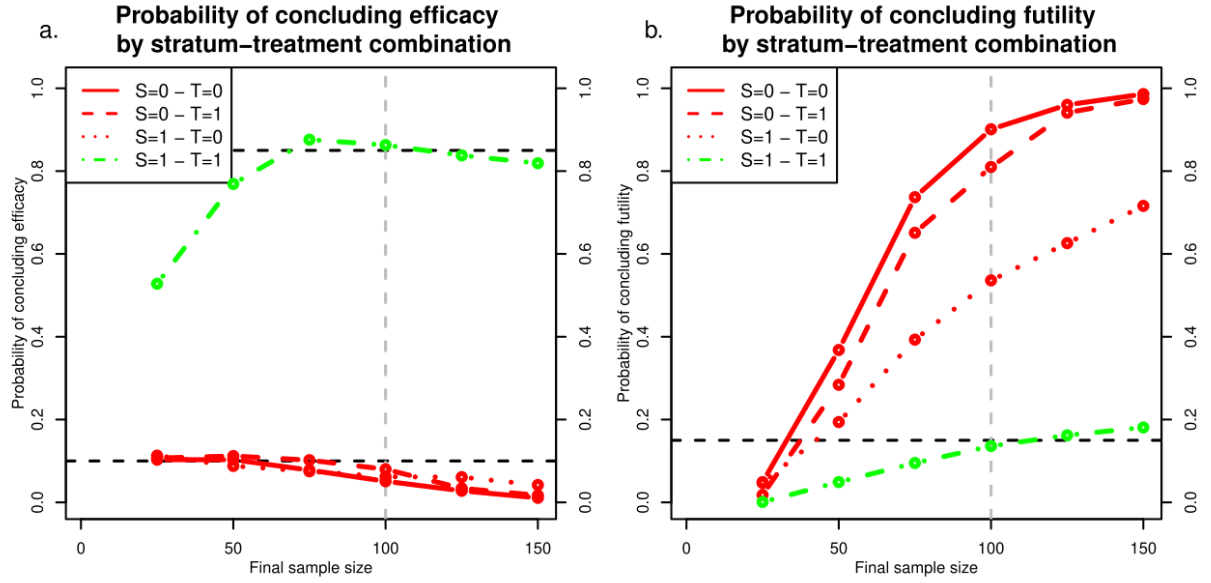 a.
Probability of concluding efficacy
by stratum−treatment combination
S=0 − T=0
S=0 − T=1
S=1 − T=0
S=1 − T=1
Probability of concluding efficacy
0.0 0.2 0.4 0.6 0.8 1.0
0.0 0.2 0.4 0.6 0.8 1.0
0 50 100 150
Final sample size
b.
Probability of concluding futility
by stratum−treatment combination
S=0 − T=0
S=0 − T=1
S=1 − T=0
S=1 − T=1
Probability of concluding futility
0.0 0.2 0.4 0.6 0.8 1.0
0.0 0.2 0.4 0.6 0.8 1.0
0 50 100 150
Final sample size